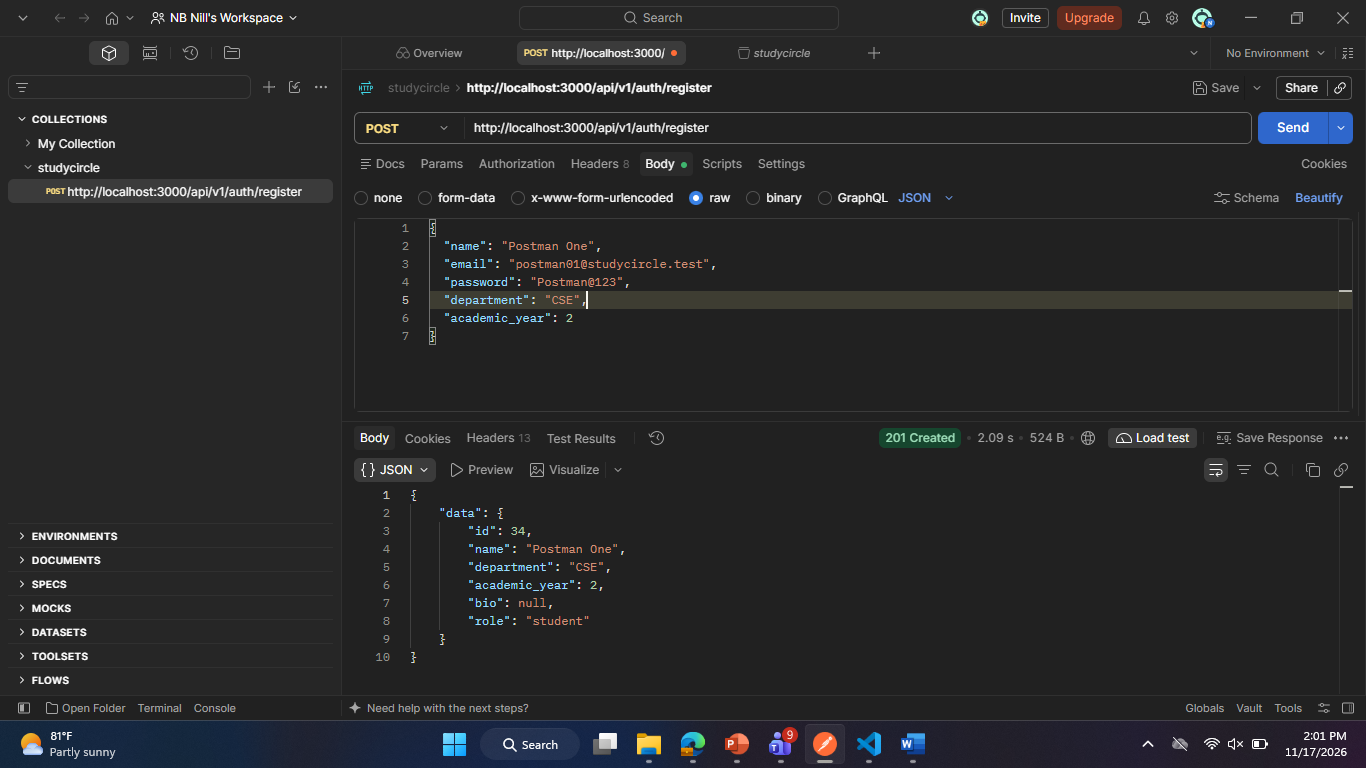 NB Nill's Workspace
Search
Invite
Upgrade
Overview
POST http://localhost:3000/
studycircle
No Environment
COLLECTIONS
My Collection
studycircle
POST http://localhost:3000/api/v1/auth/register
HTTP
studycircle > http://localhost:3000/api/v1/auth/register
Save
Share
POST
http://localhost:3000/api/v1/auth/register
Send
Docs
Params
Authorization
Headers 8
Body
Scripts
Settings
Cookies
none
form-data
x-www-form-urlencoded
raw
binary
GraphQL
JSON
Schema
Beautify
1 {
2 "name": "Postman One",
3 "email": "postman01@studycircle.test",
4 "password": "Postman@123",
5 "department": "CSE",
6 "academic_year": 2
7 }
Body
Cookies
Headers 13
Test Results
201 Created
2.09 s
524 B
Load test
e.g. Save Response
{} JSON
Preview
Visualize
1 {
2 "data": {
3 "id": 34,
4 "name": "Postman One",
5 "department": "CSE",
6 "academic_year": 2,
7 "bio": null,
8 "role": "student"
9 }
10 }
ENVIRONMENTS
DOCUMENTS
SPECS
MOCKS
DATASETS
TOOLSETS
FLOWS
Open Folder
Terminal
Console
Need help with the next steps?
Globals
Vault
Tools
81°F
Partly sunny
Search
9
2:01 PM
11/17/2026